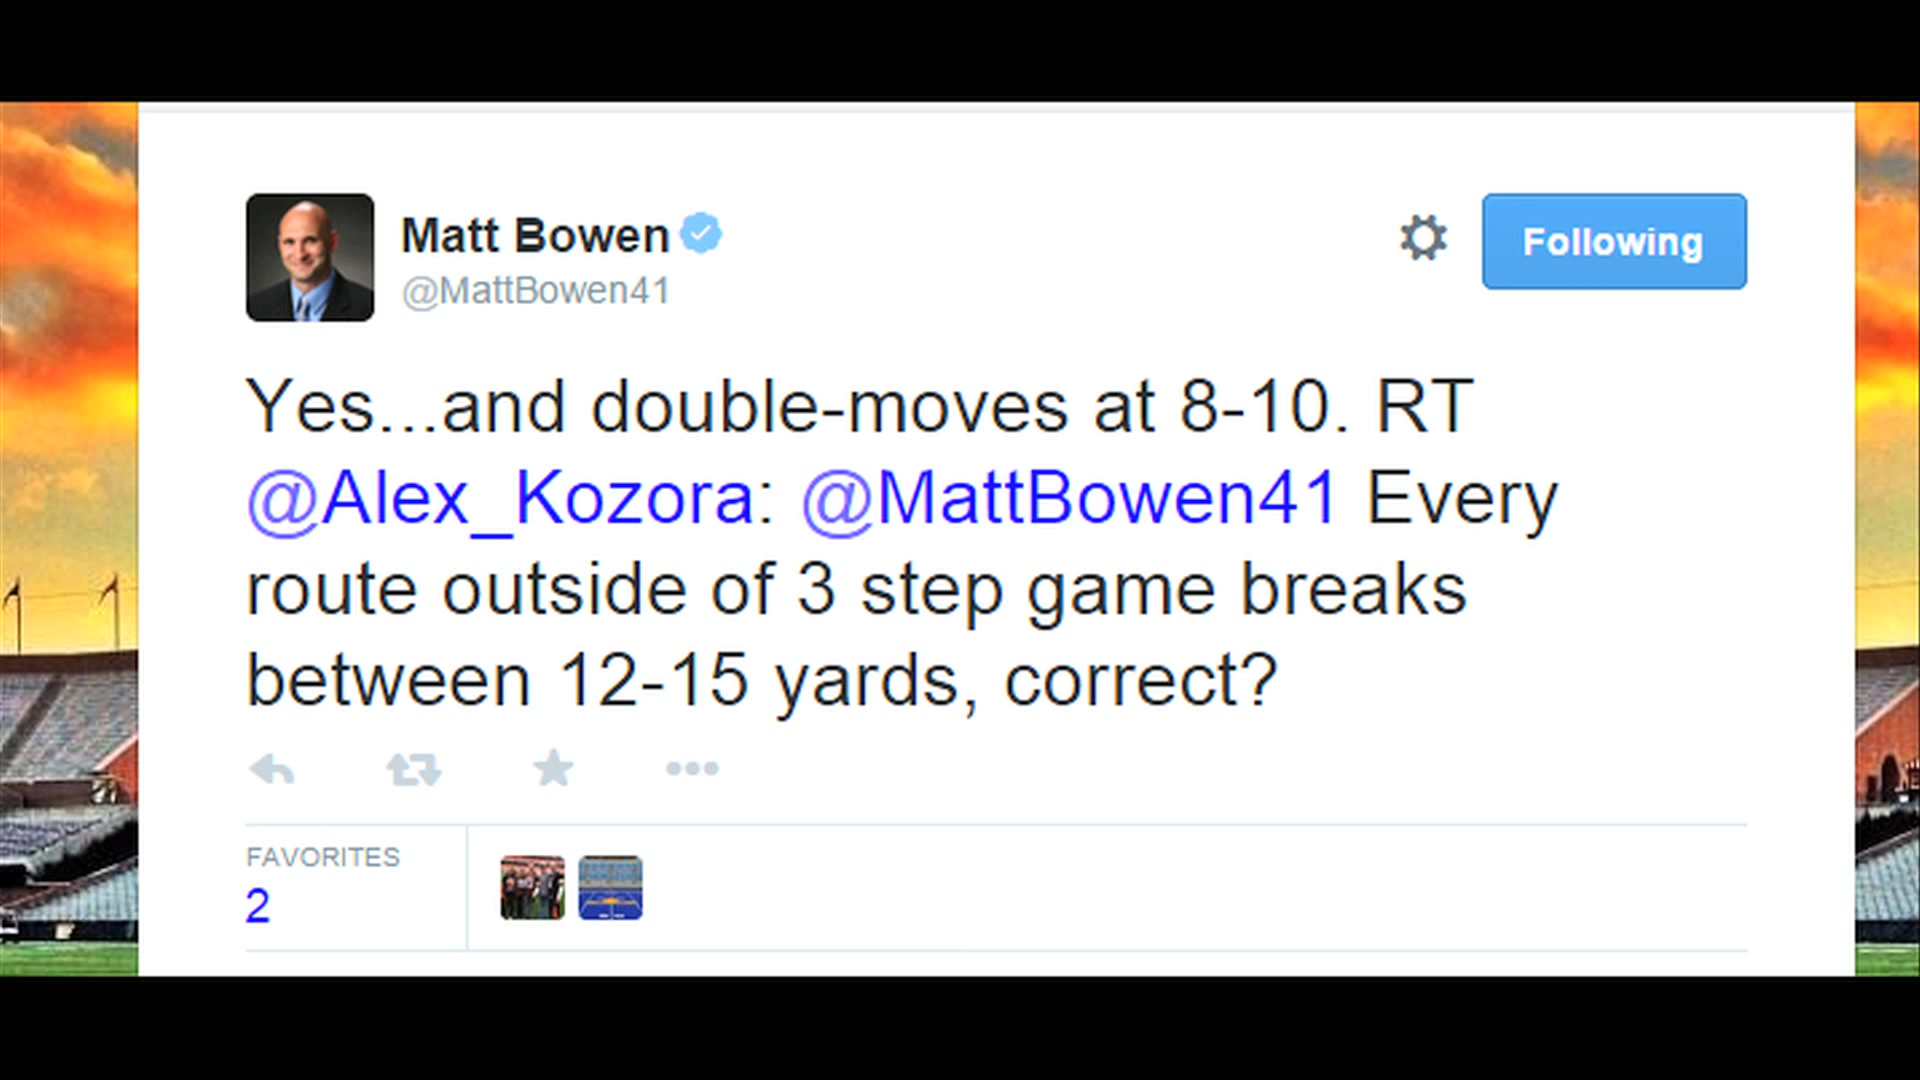 Matt Bowen
@MattBowen41
Following
Yes...and double-moves at 8-10. RT
@Alex_Kozora: @MattBowen41 Every
route outside of 3 step game breaks
between 12-15 yards, correct?
FAVORITES
2